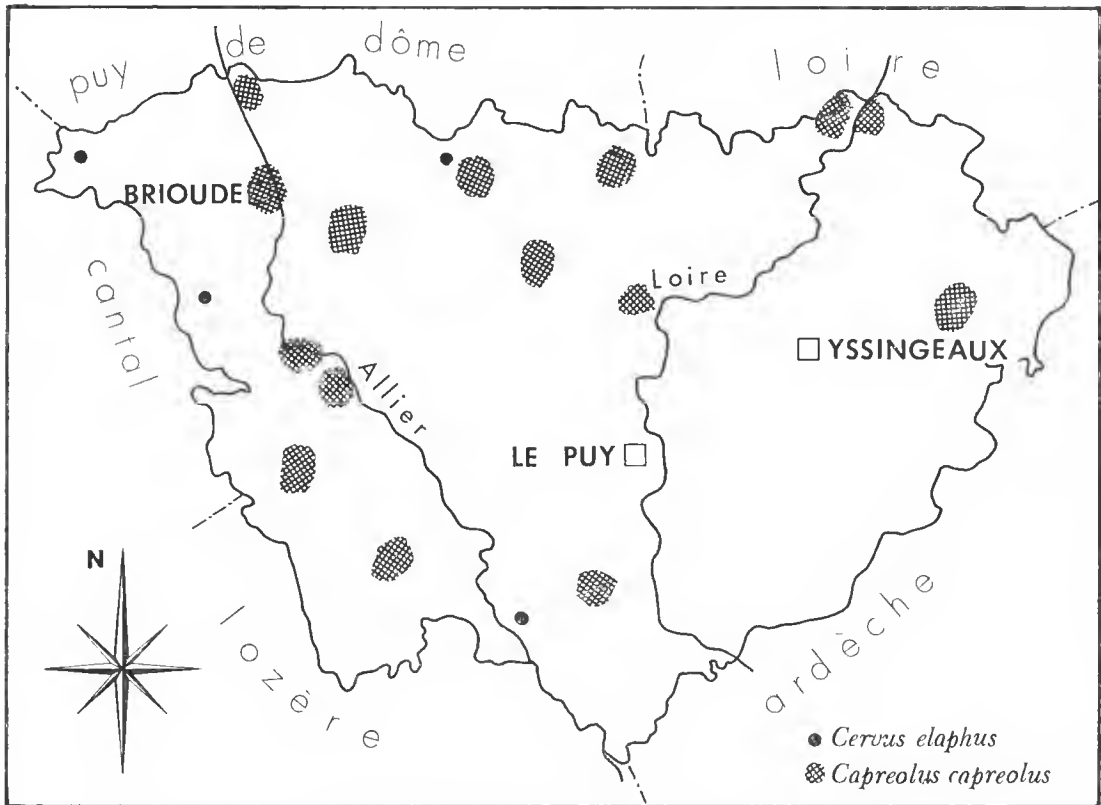 puy de dôme
loire
BRIOUDE
cantal
Loire
YSSINGEAUX
Allier
LE PUY
N
lozère
ardèche
Cervus elaphus
Capreolus capreolus